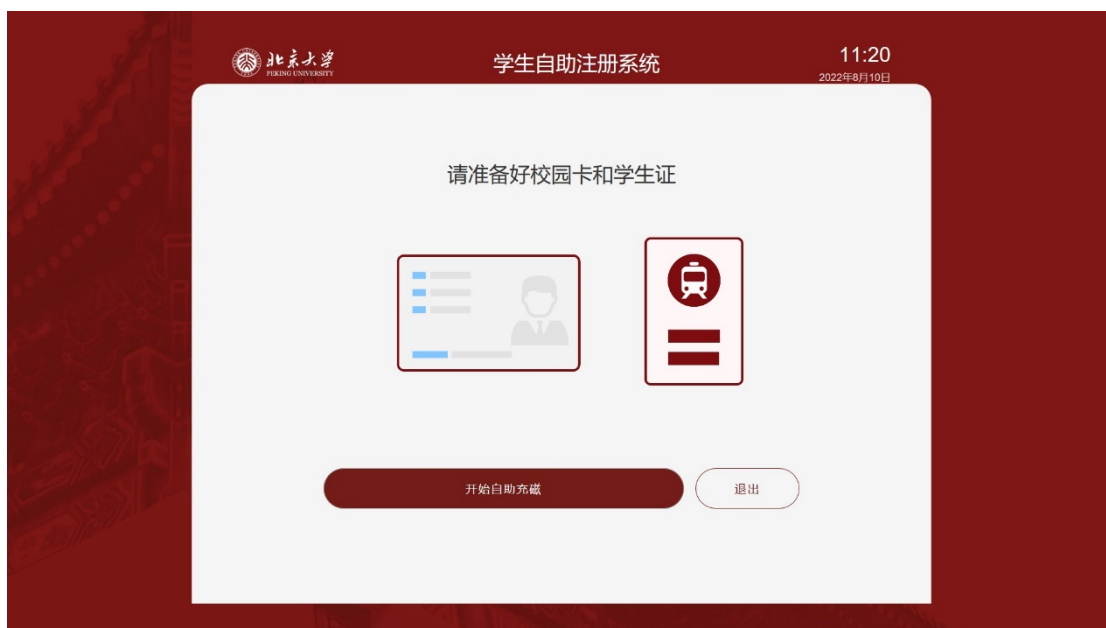 北京大学
PEKING UNIVERSITY
学生自助注册系统
11:20
2022年8月10日
请准备好校园卡和学生证
开始自助充磁
退出